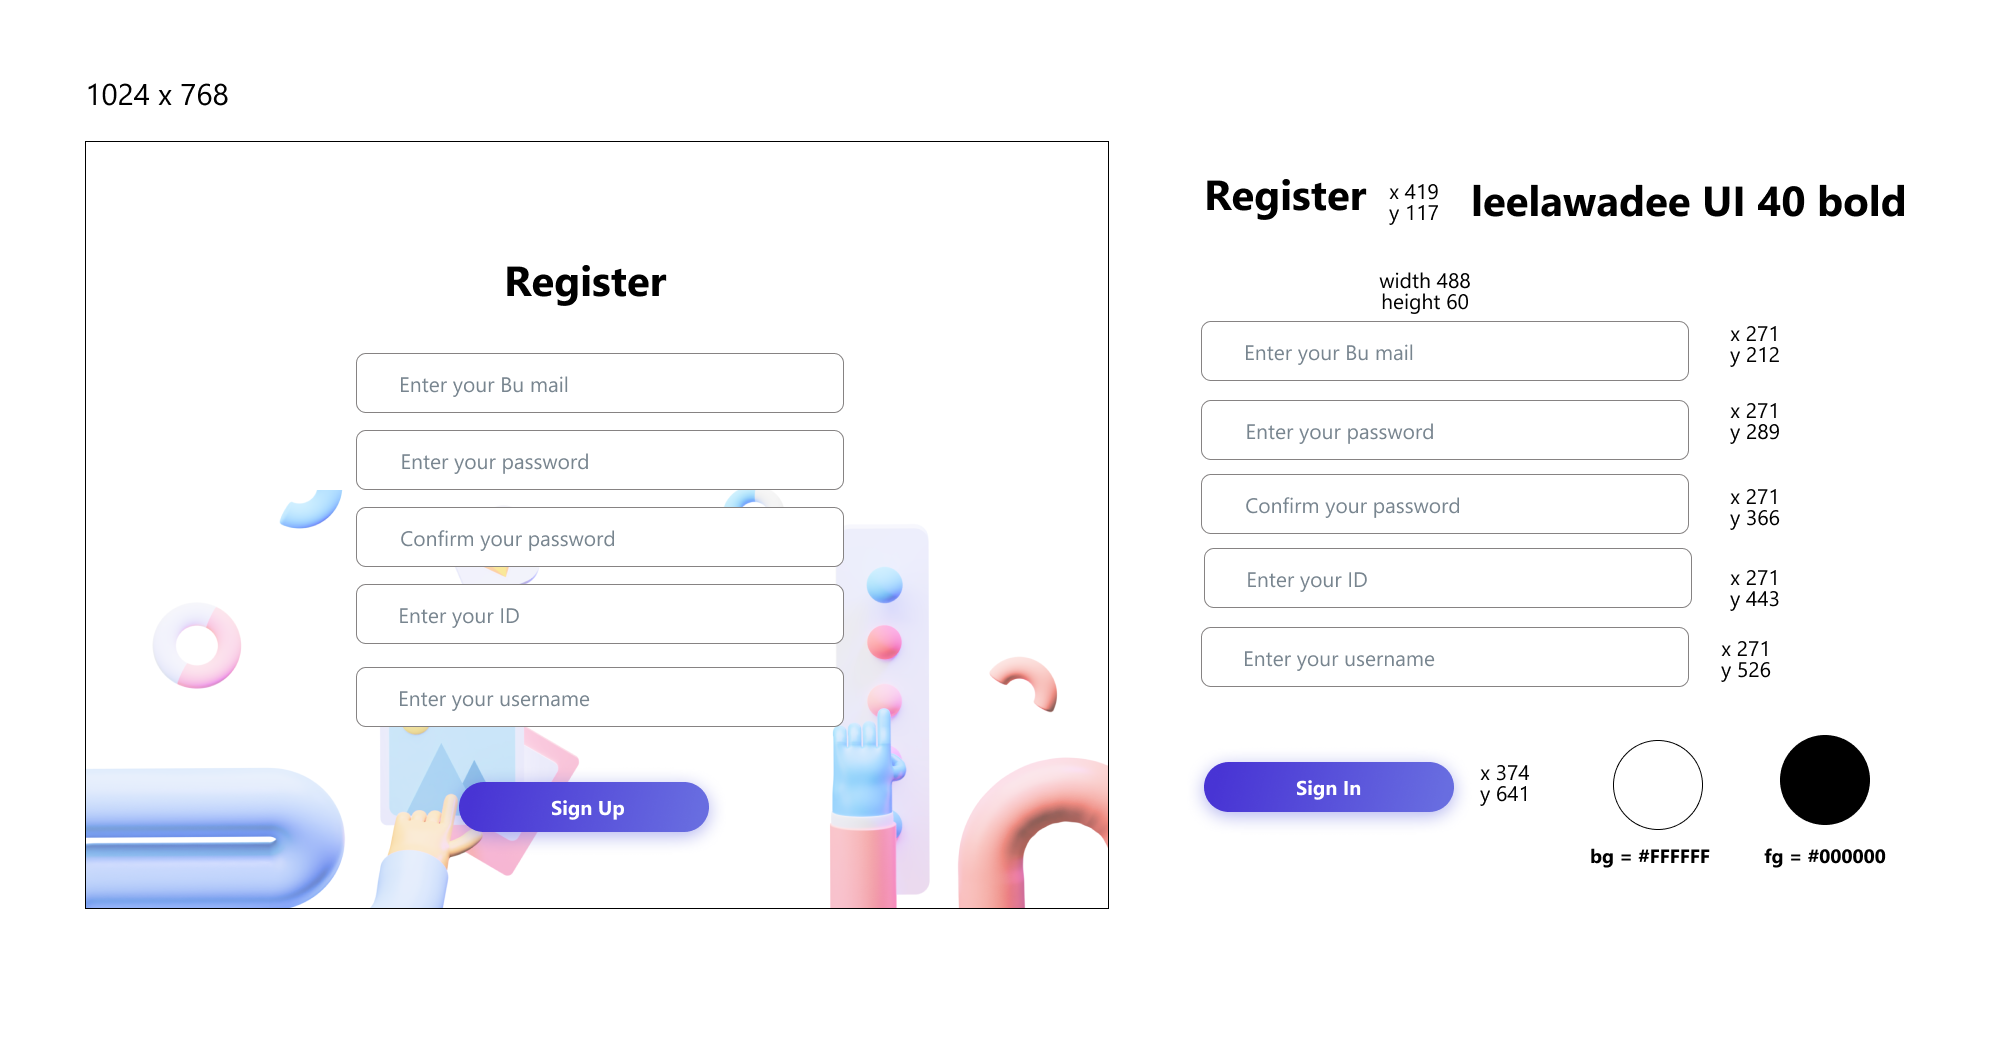 1024 x 768
Register
Enter your Bu mail
Enter your password
Confirm your password
Enter your ID
Enter your username
Sign Up
Register
x 419
y 117
leelawadee UI 40 bold
width 488
height 60
Enter your Bu mail
x 271
y 212
Enter your password
x 271
y 289
Confirm your password
x 271
y 366
Enter your ID
x 271
y 443
Enter your username
x 271
y 526
Sign In
x 374
y 641
bg = #FFFFFF
fg = #000000